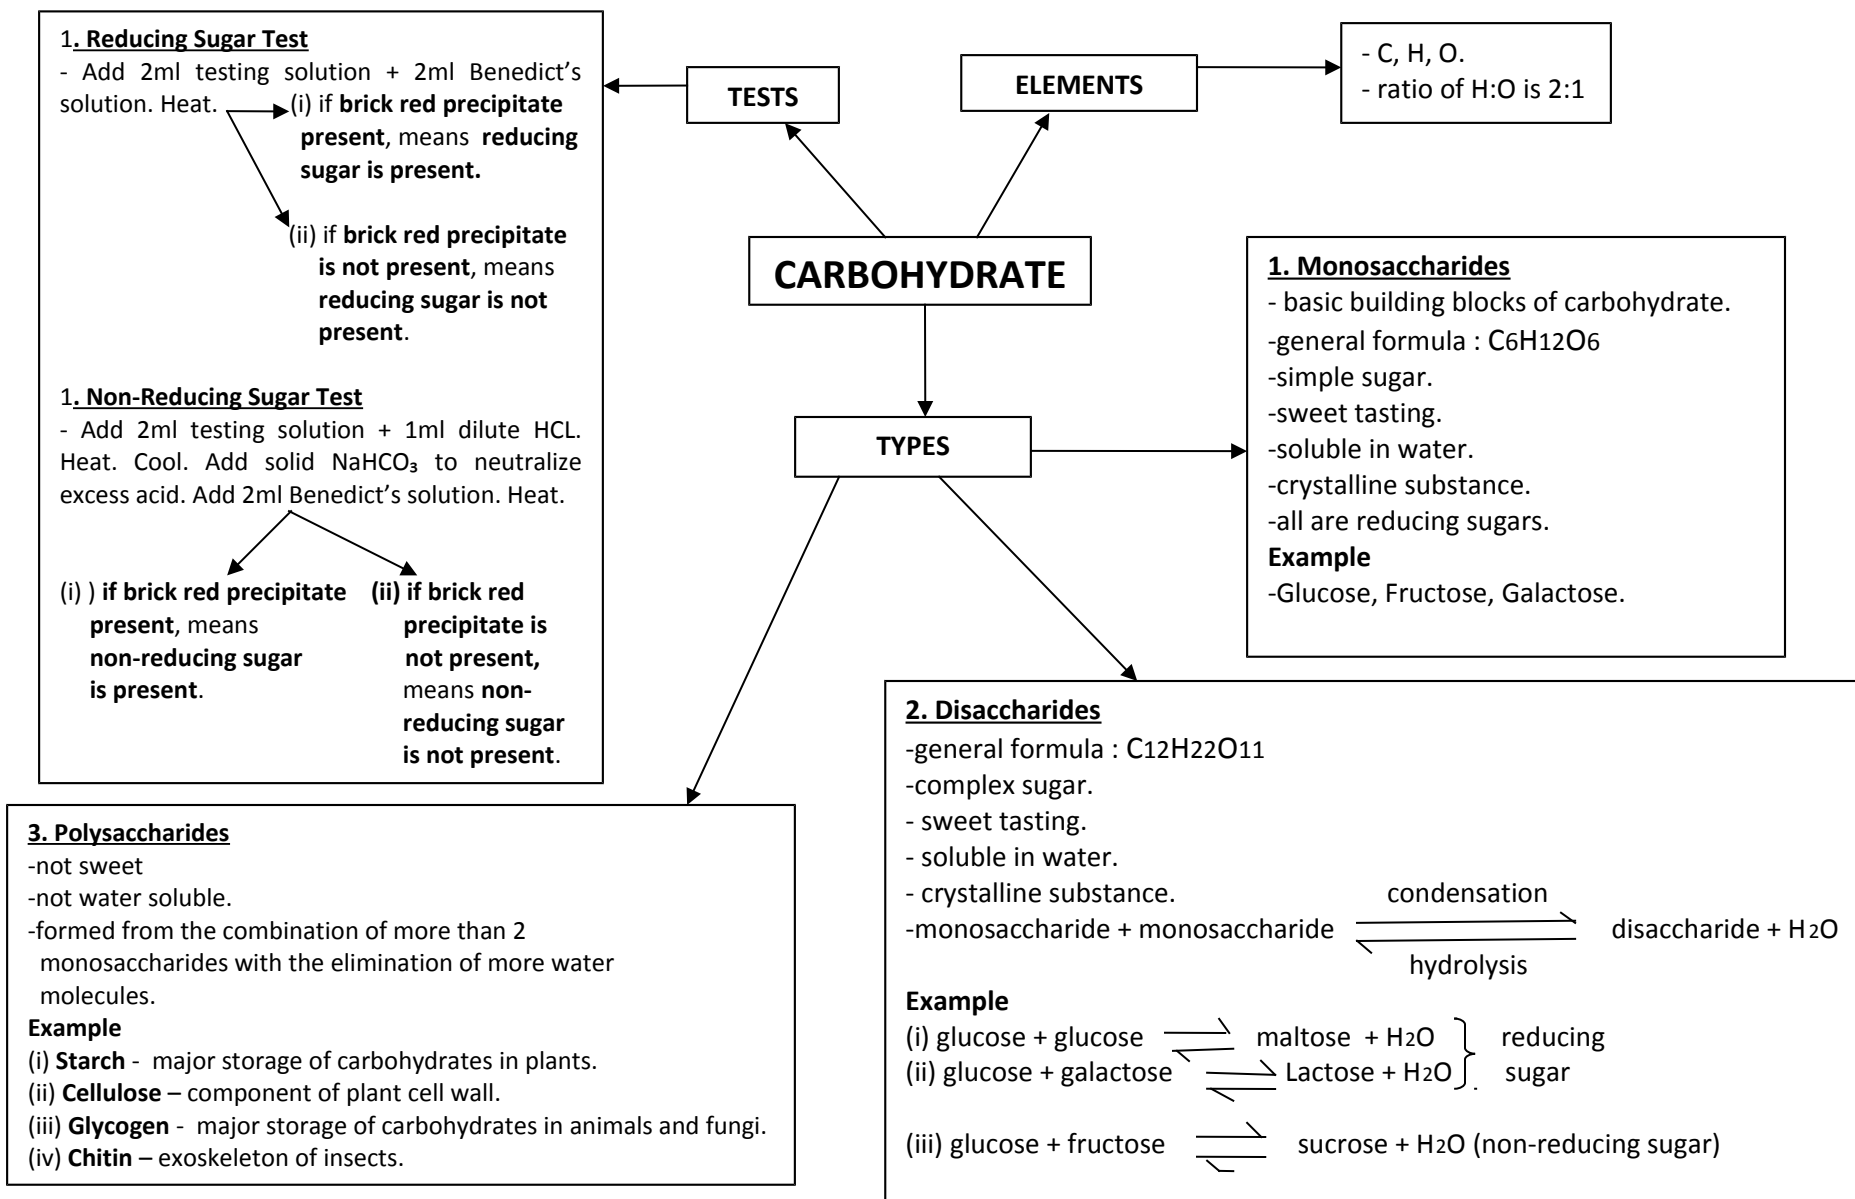 1. Reducing Sugar Test
- Add 2ml testing solution + 2ml Benedict’s
solution. Heat.
(i) if brick red precipitate
present, means reducing
sugar is present.
(ii) if brick red precipitate
is not present, means
reducing sugar is not
present.
1. Non-Reducing Sugar Test
- Add 2ml testing solution + 1ml dilute HCL.
Heat. Cool. Add solid NaHCO₃ to neutralize
excess acid. Add 2ml Benedict’s solution. Heat.
(i) ) if brick red precipitate
present, means
non-reducing sugar
is present.
(ii) if brick red
precipitate is
not present,
means non-
reducing sugar
is not present.
TESTS
ELEMENTS
- C, H, O.
- ratio of H:O is 2:1
CARBOHYDRATE
TYPES
1. Monosaccharides
- basic building blocks of carbohydrate.
-general formula : C6H12O6
-simple sugar.
-sweet tasting.
-soluble in water.
-crystalline substance.
-all are reducing sugars.
Example
-Glucose, Fructose, Galactose.
2. Disaccharides
-general formula : C12H22O11
-complex sugar.
- sweet tasting.
- soluble in water.
- crystalline substance.
condensation
-monosaccharide + monosaccharide ⇌ disaccharide + H2O
hydrolysis
Example
(i) glucose + glucose ⇌ maltose + H2O } reducing
(ii) glucose + galactose ⇌ Lactose + H2O } . sugar
(iii) glucose + fructose ⇌ sucrose + H2O (non-reducing sugar)
3. Polysaccharides
-not sweet
-not water soluble.
-formed from the combination of more than 2
monosaccharides with the elimination of more water
molecules.
Example
(i) Starch - major storage of carbohydrates in plants.
(ii) Cellulose – component of plant cell wall.
(iii) Glycogen - major storage of carbohydrates in animals and fungi.
(iv) Chitin – exoskeleton of insects.